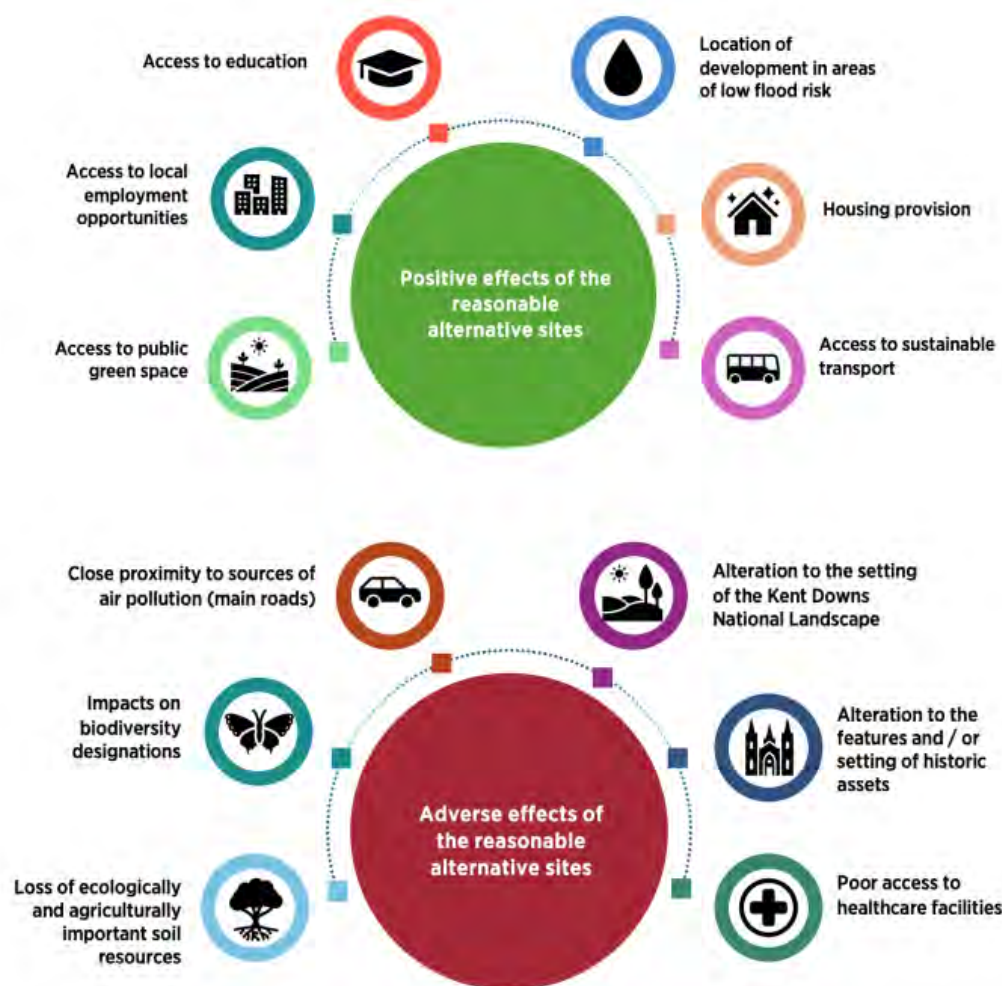 Access to education
Location of
development in areas
of low flood risk
Access to local
employment
opportunities
Housing provision
Positive effects of the
reasonable
alternative sites
Access to public
green space
Access to sustainable
transport
Close proximity to sources of
air pollution (main roads)
Alteration to the setting
of the Kent Downs
National Landscape
Impacts on
biodiversity
designations
Alteration to the
features and / or
setting of historic
assets
Adverse effects of
the reasonable
alternative sites
Loss of ecologically
and agriculturally
important soil
resources
Poor access to
healthcare facilities